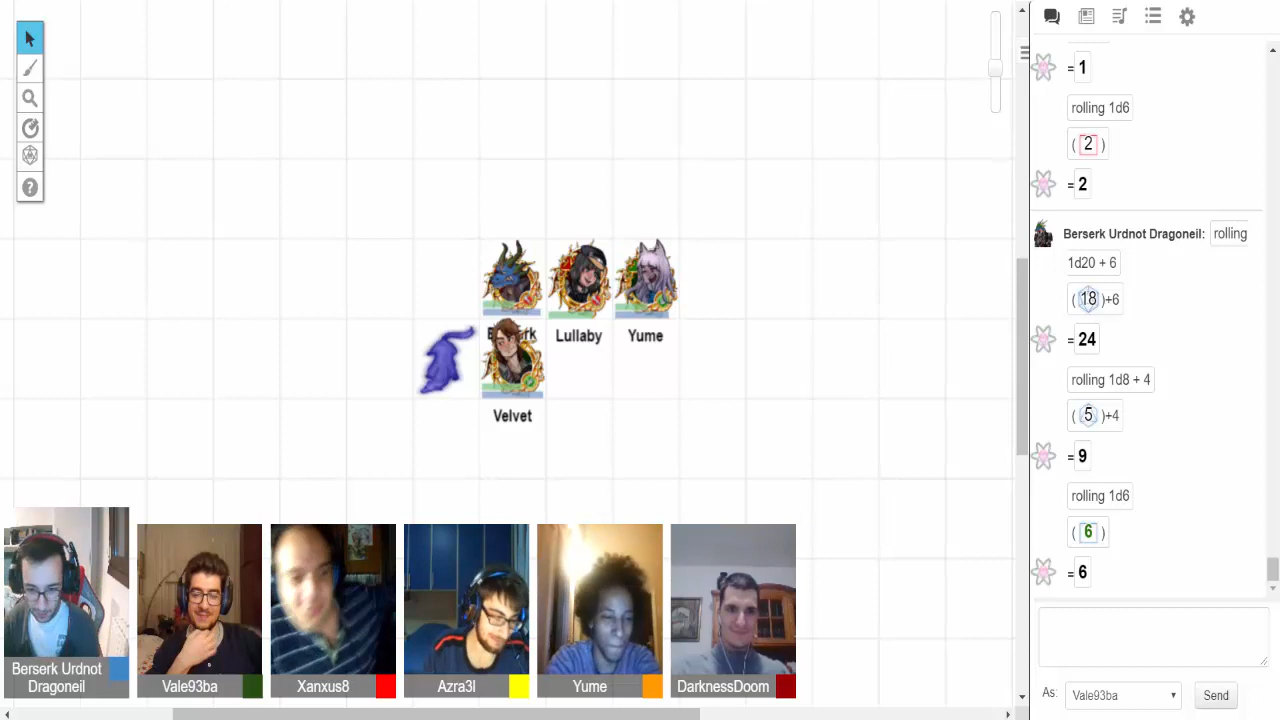 = 1
rolling 1d6
( 2 )
= 2
Berserk Urdnot Dragoneil: rolling
1d20 + 6
( 18 )+6
= 24
rolling 1d8 + 4
( 5 )+4
= 9
rolling 1d6
( 6 )
= 6
As: Vale93ba Send
Lullaby Yume
Velvet
Berserk Urdnot
Dragoneil
Vale93ba
Xanxus8
Azra3l
Yume
DarknessDoom
?